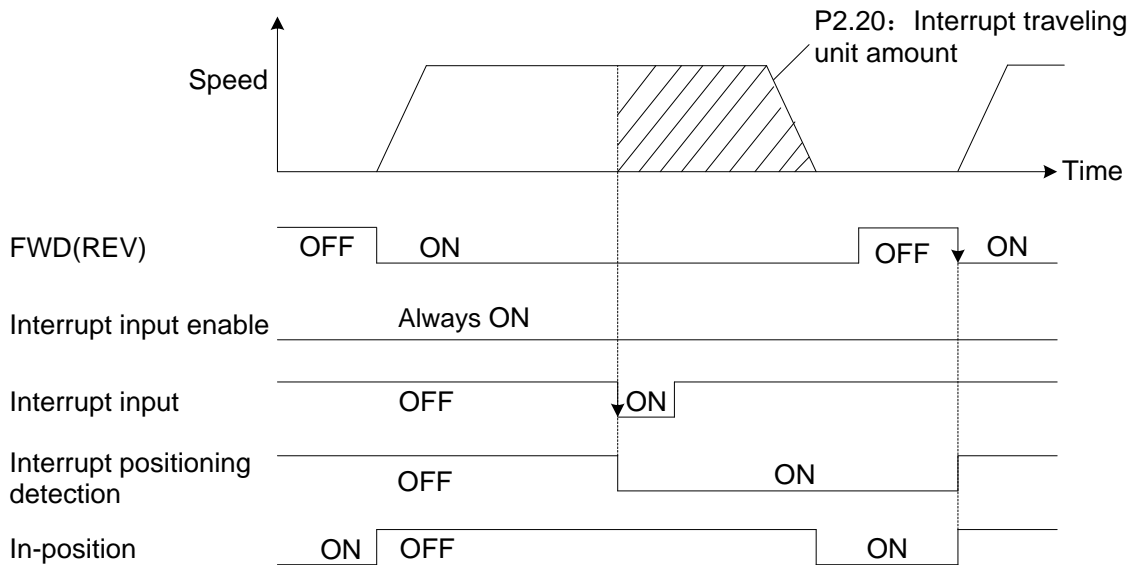 P2.20：Interrupt traveling
unit amount
Speed
Time
FWD(REV)
OFF
ON
OFF
ON
Interrupt input enable
Always ON
Interrupt input
OFF
ON
Interrupt positioning
detection
OFF
ON
In-position
ON
OFF
ON